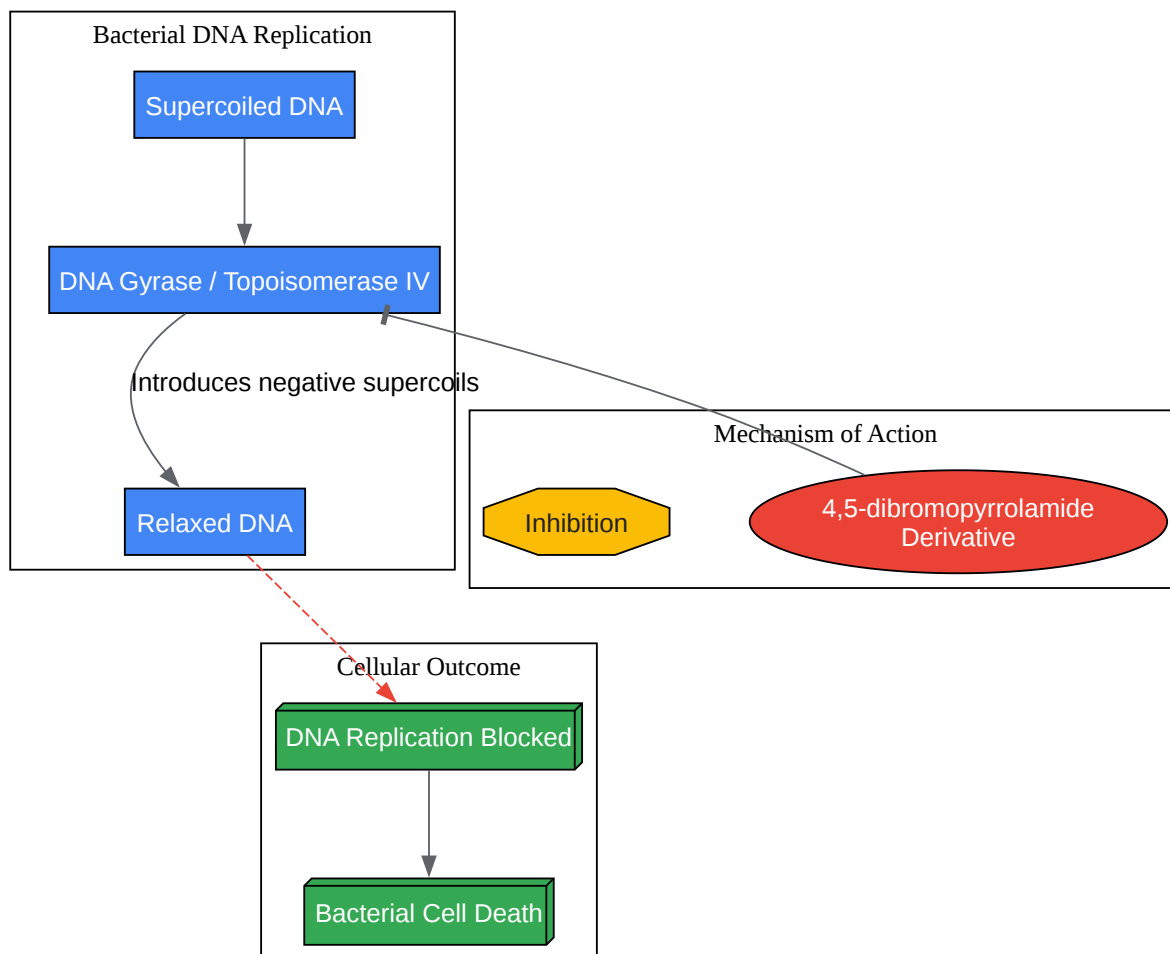 Bacterial DNA Replication
Supercoiled DNA
DNA Gyrase / Topoisomerase IV
Introduces negative supercoils
Relaxed DNA
Mechanism of Action
Inhibition
4,5-dibromopyrrolamide
Derivative
Cellular Outcome
DNA Replication Blocked
Bacterial Cell Death